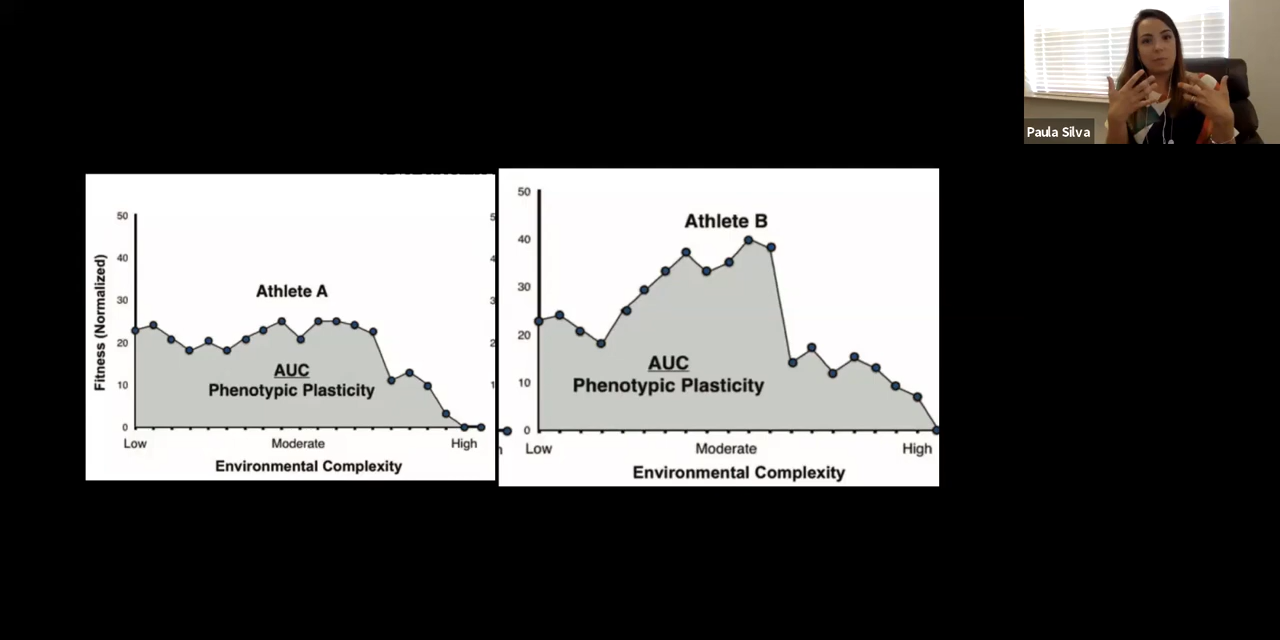 Paula Silva
Fitness (Normalized)
50
40
30
20
10
0
Athlete A
AUC
Phenotypic Plasticity
Low
Moderate
High
Environmental Complexity
50
40
30
20
10
0
Athlete B
AUC
Phenotypic Plasticity
Low
Moderate
High
Environmental Complexity